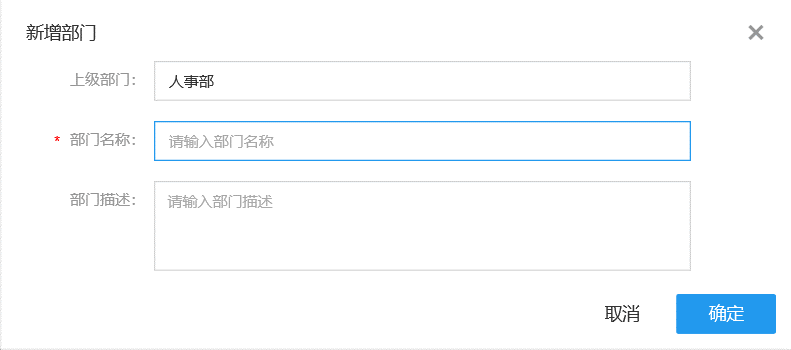 新增部门
上级部门： 人事部
* 部门名称： 请输入部门名称
部门描述： 请输入部门描述
取消 确定